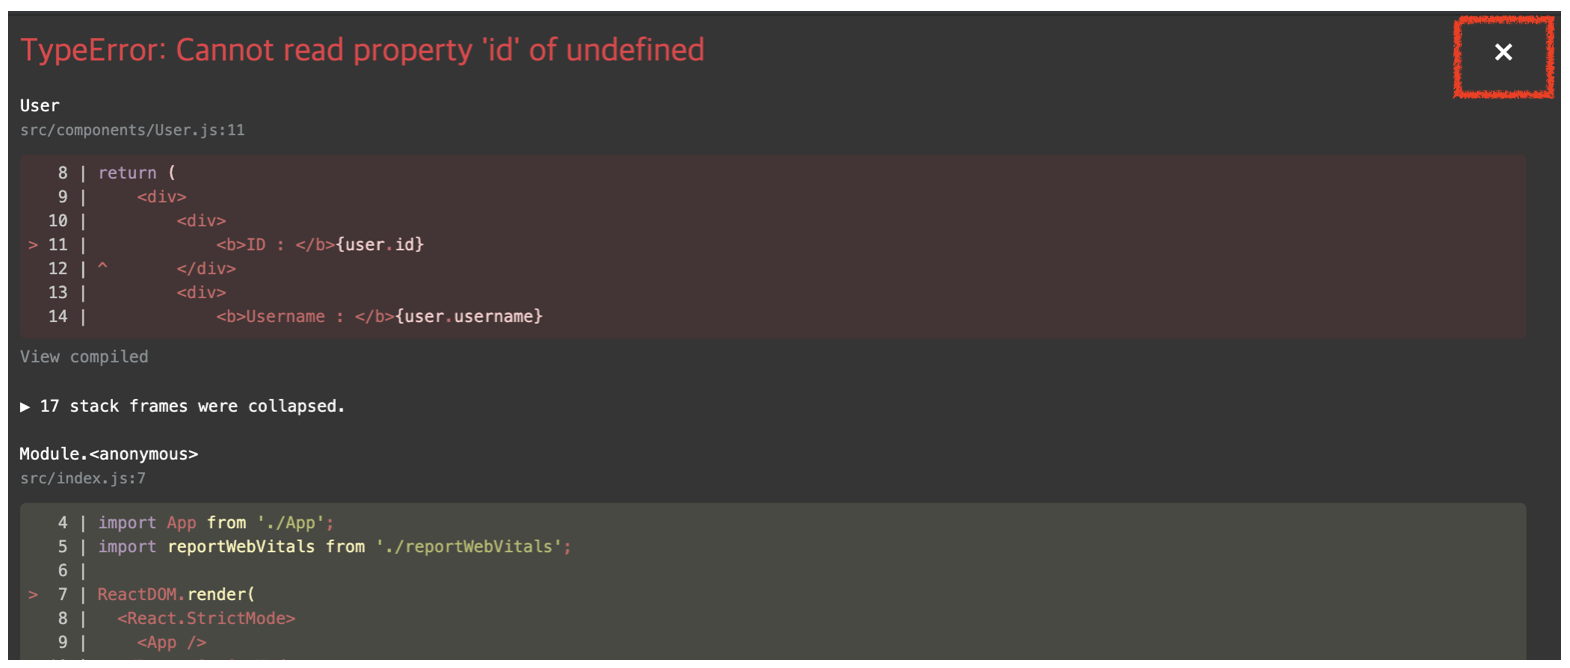 TypeError: Cannot read property 'id' of undefined
×
User
src/components/User.js:11
8 | return (
9 |     <div>
10 |         <div>
> 11 |             <b>ID : </b>{user.id}
12 | ^       </div>
13 |         <div>
14 |             <b>Username : </b>{user.username}
View compiled
▶ 17 stack frames were collapsed.
Module.<anonymous>
src/index.js:7
4 | import App from './App';
5 | import reportWebVitals from './reportWebVitals';
6 |
> 7 | ReactDOM.render(
8 |   <React.StrictMode>
9 |     <App />